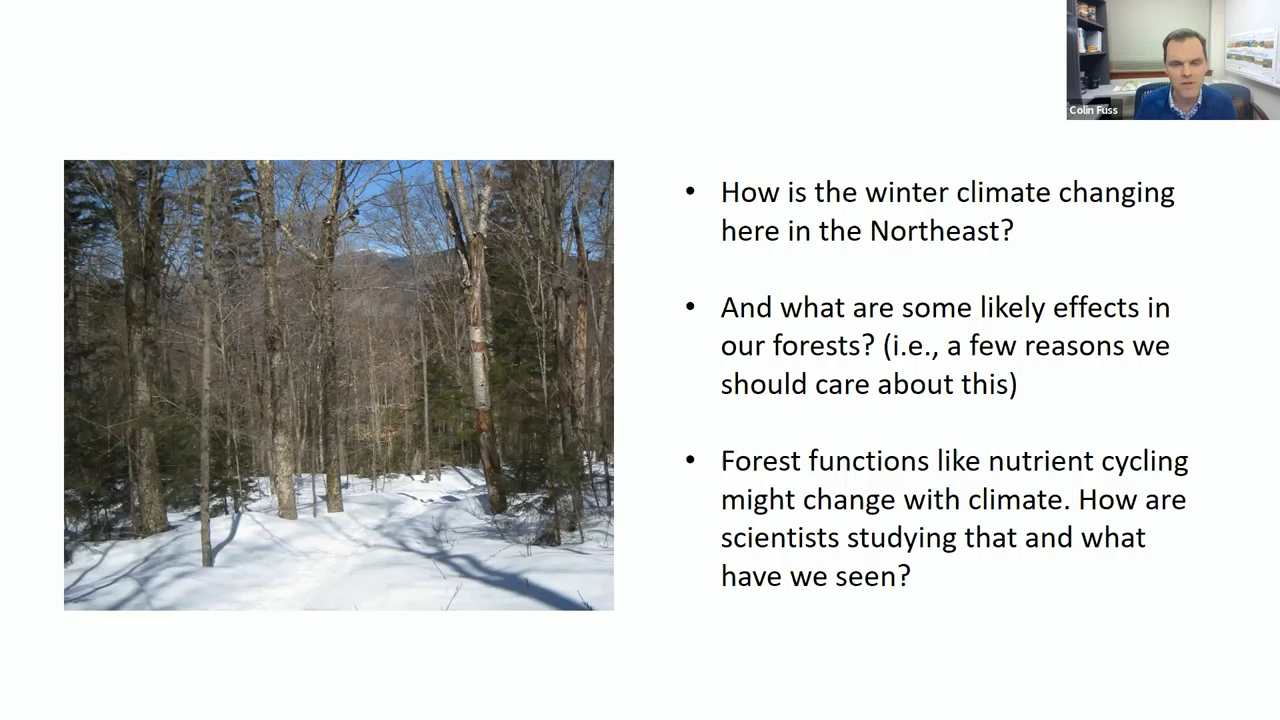 Colin Fuss
• How is the winter climate changing
here in the Northeast?
• And what are some likely effects in
our forests? (i.e., a few reasons we
should care about this)
• Forest functions like nutrient cycling
might change with climate. How are
scientists studying that and what
have we seen?